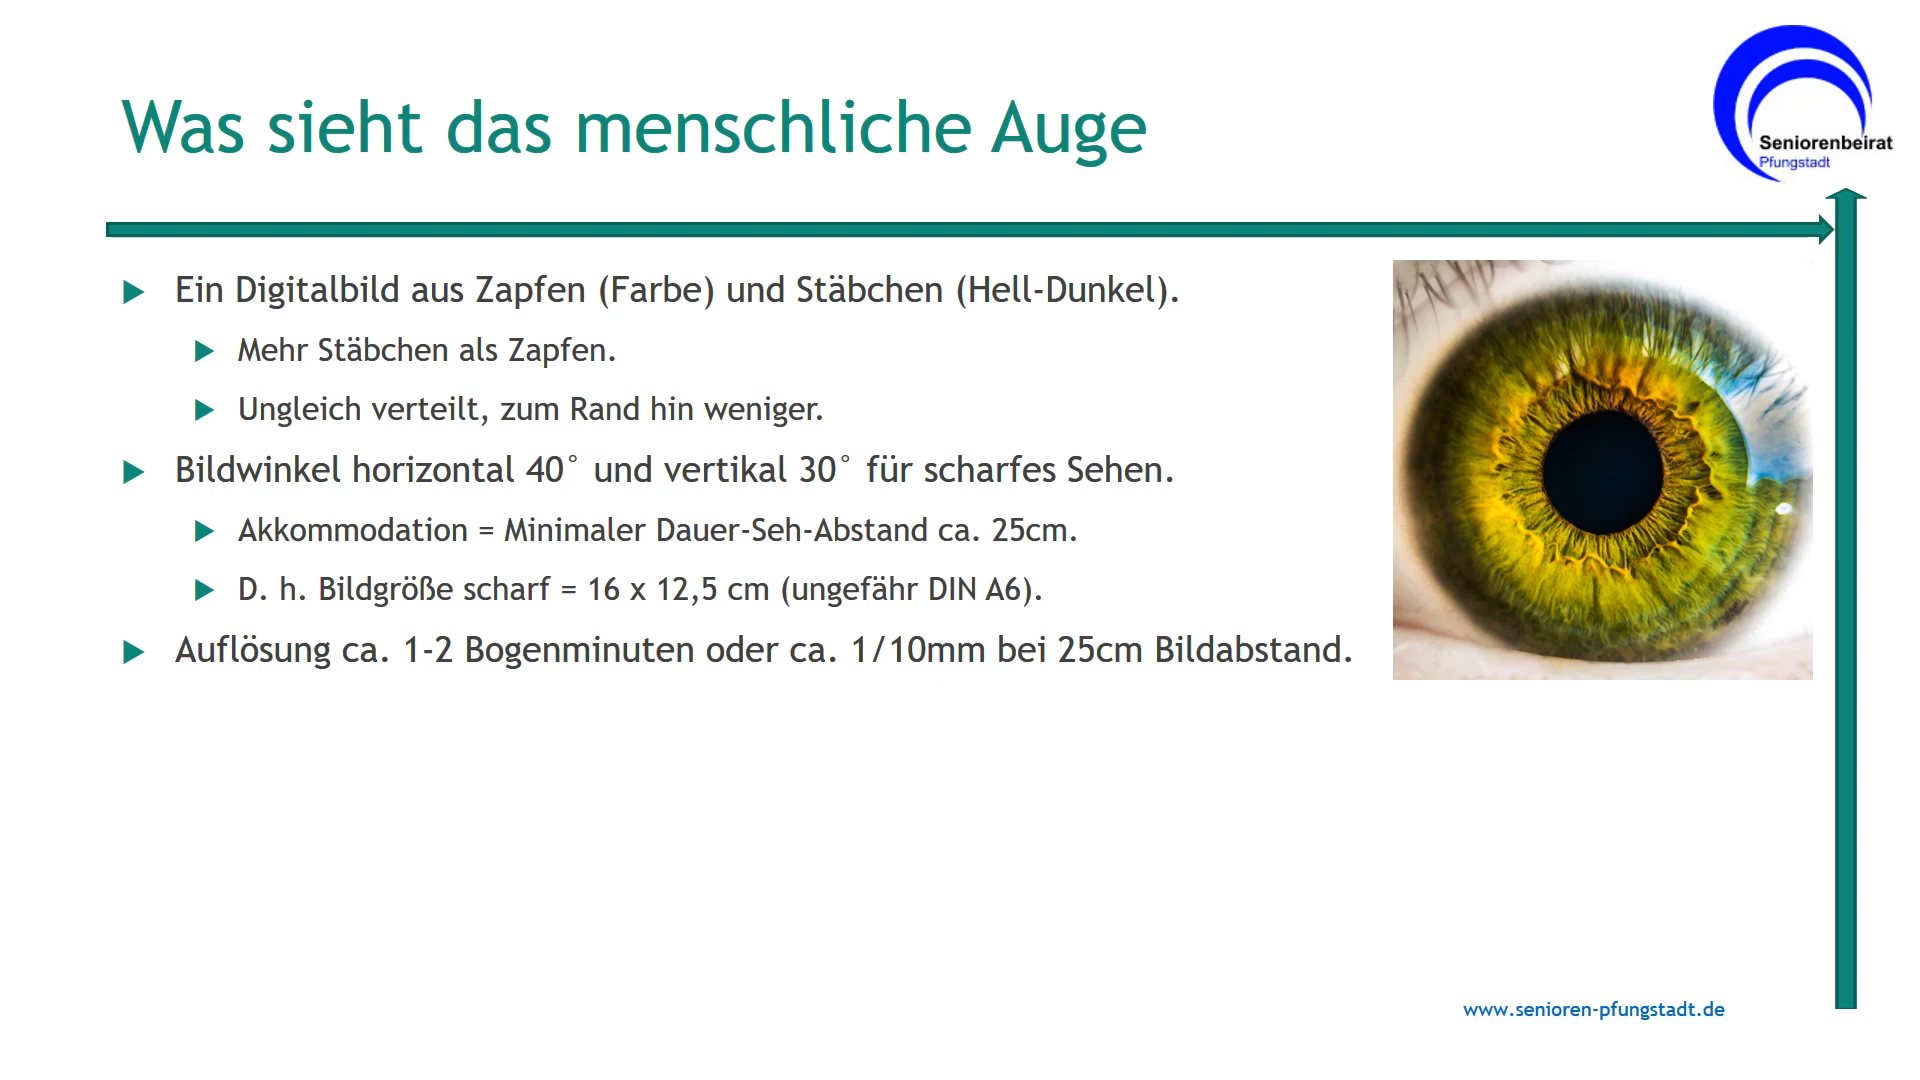 Was sieht das menschliche Auge
Seniorenbeirat
Pfungstadt
Ein Digitalbild aus Zapfen (Farbe) und Stäbchen (Hell-Dunkel).
Mehr Stäbchen als Zapfen.
Ungleich verteilt, zum Rand hin weniger.
Bildwinkel horizontal 40° und vertikal 30° für scharfes Sehen.
Akkommodation = Minimaler Dauer-Seh-Abstand ca. 25cm.
D. h. Bildgröße scharf = 16 x 12,5 cm (ungefähr DIN A6).
Auflösung ca. 1-2 Bogenminuten oder ca. 1/10mm bei 25cm Bildabstand.
www.senioren-pfungstadt.de